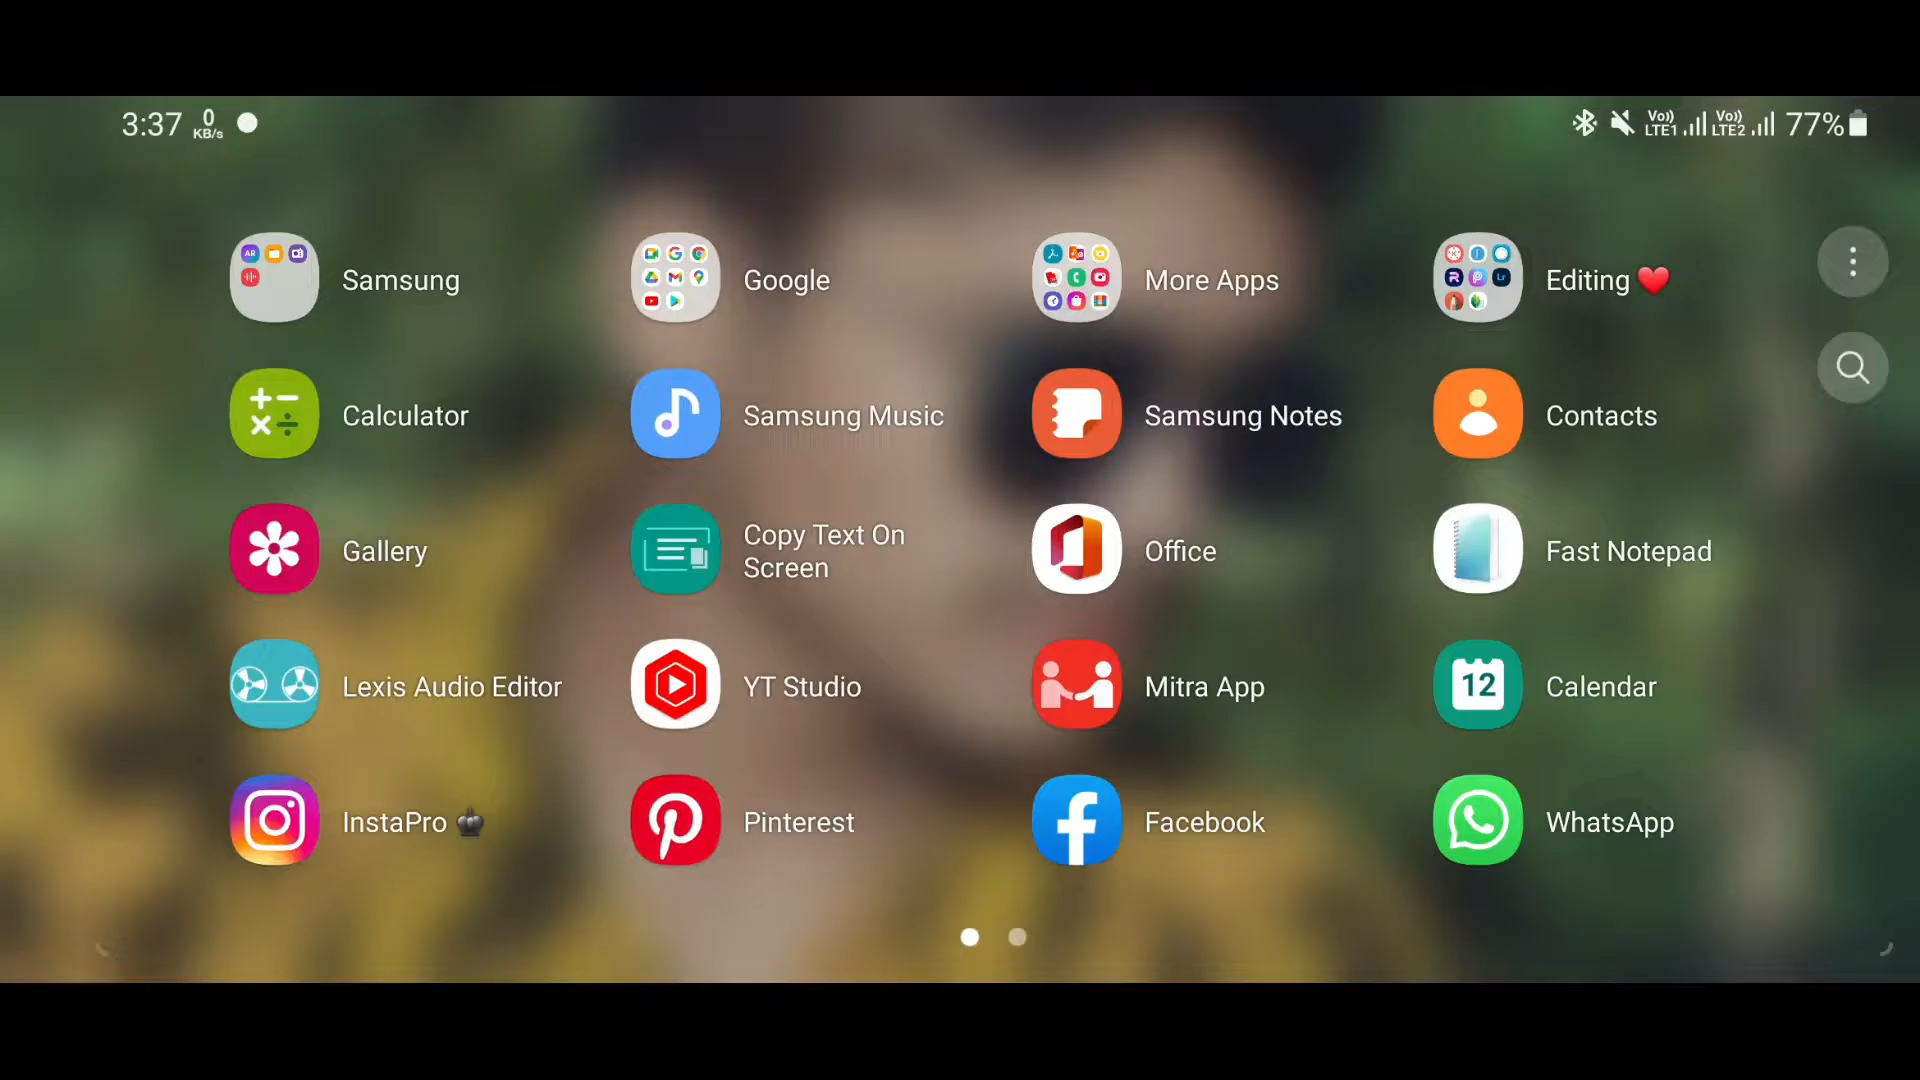 3:37 0 KB/s Vo)) LTE1 Vo)) LTE2 77%
Samsung Google More Apps Editing ❤️
Calculator Samsung Music Samsung Notes Contacts
Gallery Copy Text On Screen Office Fast Notepad
Lexis Audio Editor YT Studio Mitra App 12 Calendar
InstaPro Pinterest Facebook WhatsApp